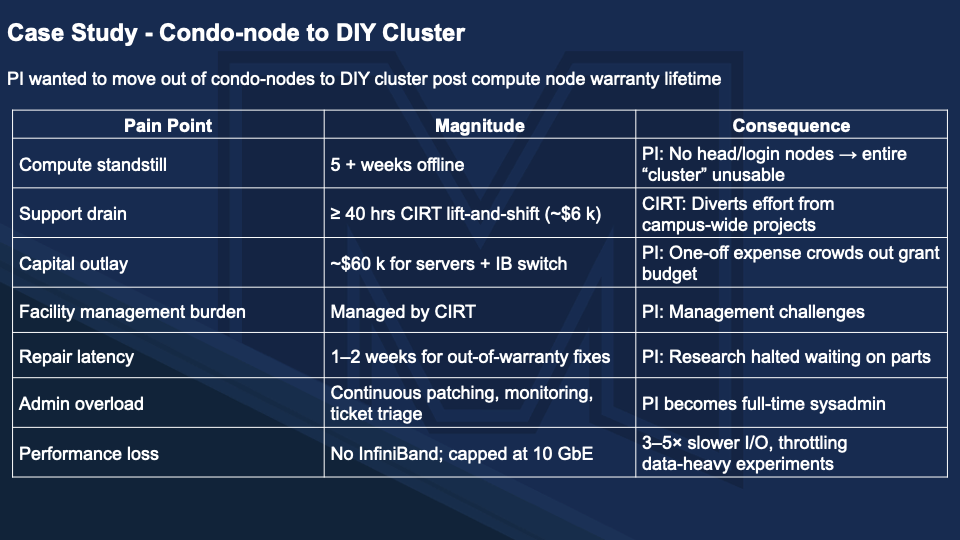 Case Study - Condo-node to DIY Cluster
PI wanted to move out of condo-nodes to DIY cluster post compute node warranty lifetime
Pain Point
Magnitude
Consequence
Compute standstill
5 + weeks offline
PI: No head/login nodes → entire
“cluster” unusable
Support drain
≥ 40 hrs CIRT lift-and-shift (~$6 k)
CIRT: Diverts effort from
campus-wide projects
Capital outlay
~$60 k for servers + IB switch
PI: One-off expense crowds out grant
budget
Facility management burden
Managed by CIRT
PI: Management challenges
Repair latency
1–2 weeks for out-of-warranty fixes
PI: Research halted waiting on parts
Admin overload
Continuous patching, monitoring,
ticket triage
PI becomes full-time sysadmin
Performance loss
No InfiniBand; capped at 10 GbE
3–5× slower I/O, throttling
data-heavy experiments